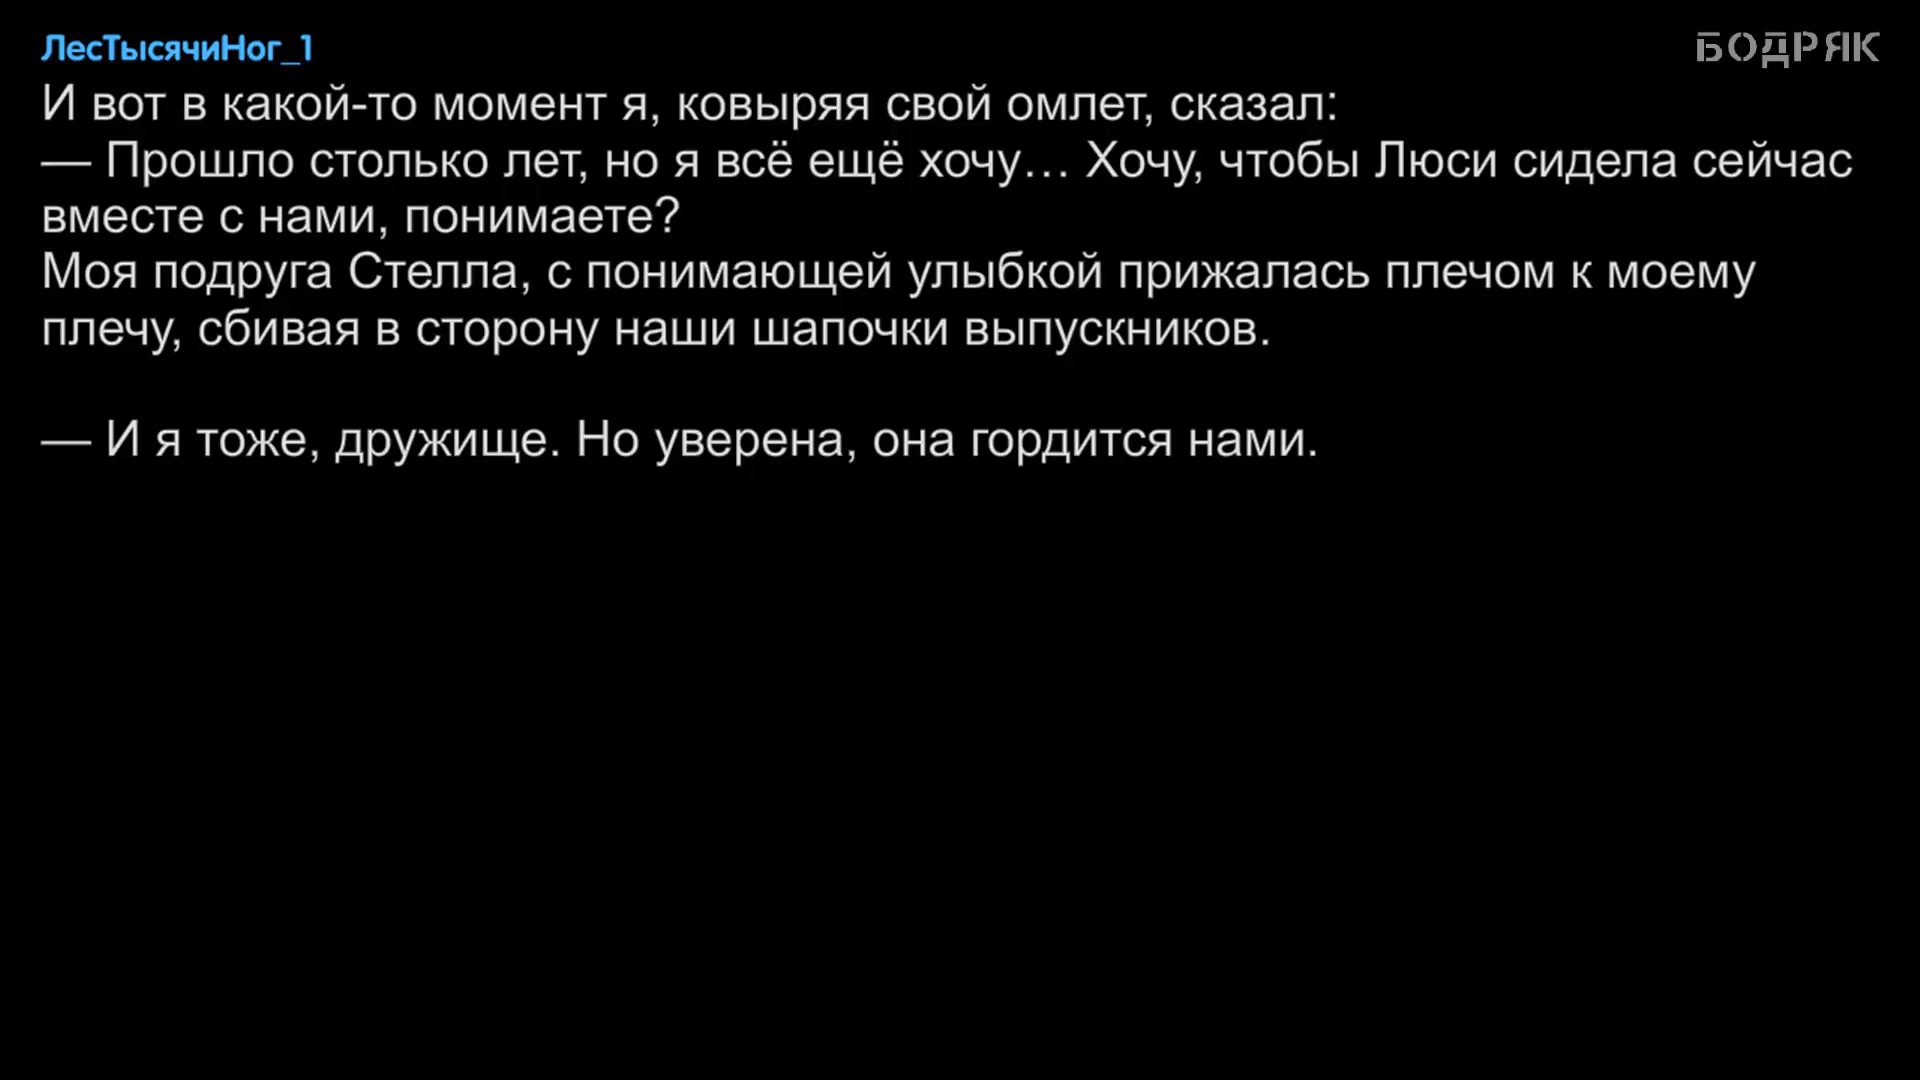 ЛесТысячиНог_1
БОДРЯК
И вот в какой-то момент я, ковыряя свой омлет, сказал:
— Прошло столько лет, но я всё ещё хочу… Хочу, чтобы Люси сидела сейчас
вместе с нами, понимаете?
Моя подруга Стелла, с понимающей улыбкой прижалась плечом к моему
плечу, сбивая в сторону наши шапочки выпускников.
— И я тоже, дружище. Но уверена, она гордится нами.